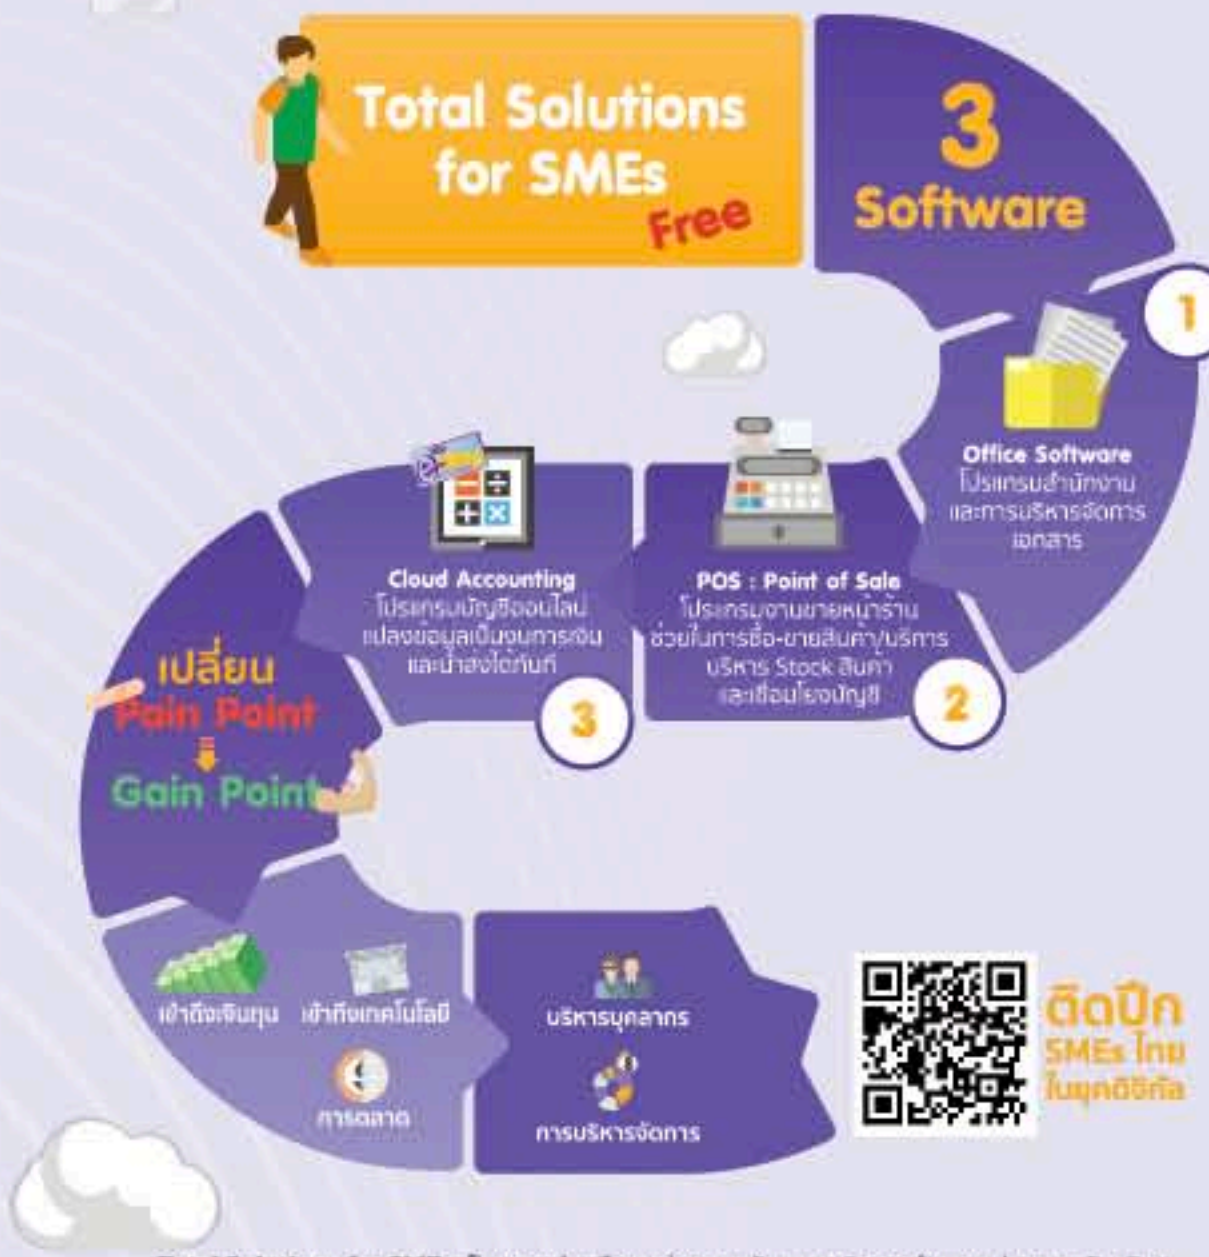 Total Solutions
for SMEs
Free
3
Software
1
Office Software
โปรแกรมสำนักงาน
และการบริหารจัดการ
เอกสาร
POS : Point of Sale
โปรแกรมงานขายหน้าร้าน
ช่วยในการซื้อ-ขายสินค้า/บริการ
บริหาร Stock สินค้า
และเชื่อมโยงบัญชี
2
Cloud Accounting
โปรแกรมบัญชีออนไลน์
แปลงข้อมูลเป็นงบการเงิน
และนำส่งได้ทันที
3
เปลี่ยน
Pain Point
Gain Point
เข้าถึงเงินทุน
เข้าถึงเทคโนโลยี
การตลาด
บริหารบุคลากร
การบริหารจัดการ
ติดปีก
SMEs ไทย
ในยุคดิจิทัล